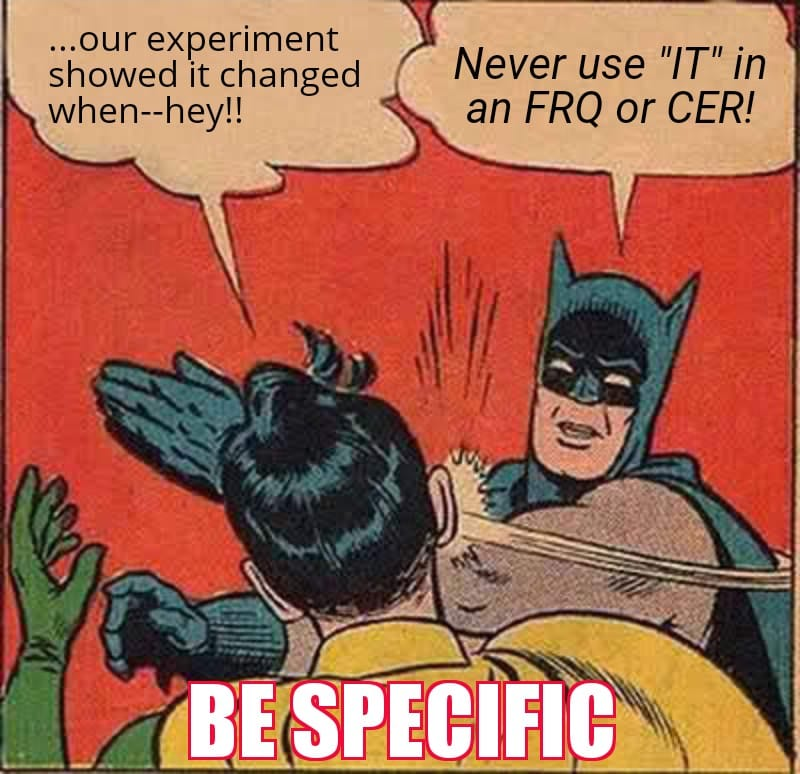 ...our experiment
showed it changed
when--hey!!
Never use "IT" in
an FRQ or CER!
BE SPECIFIC